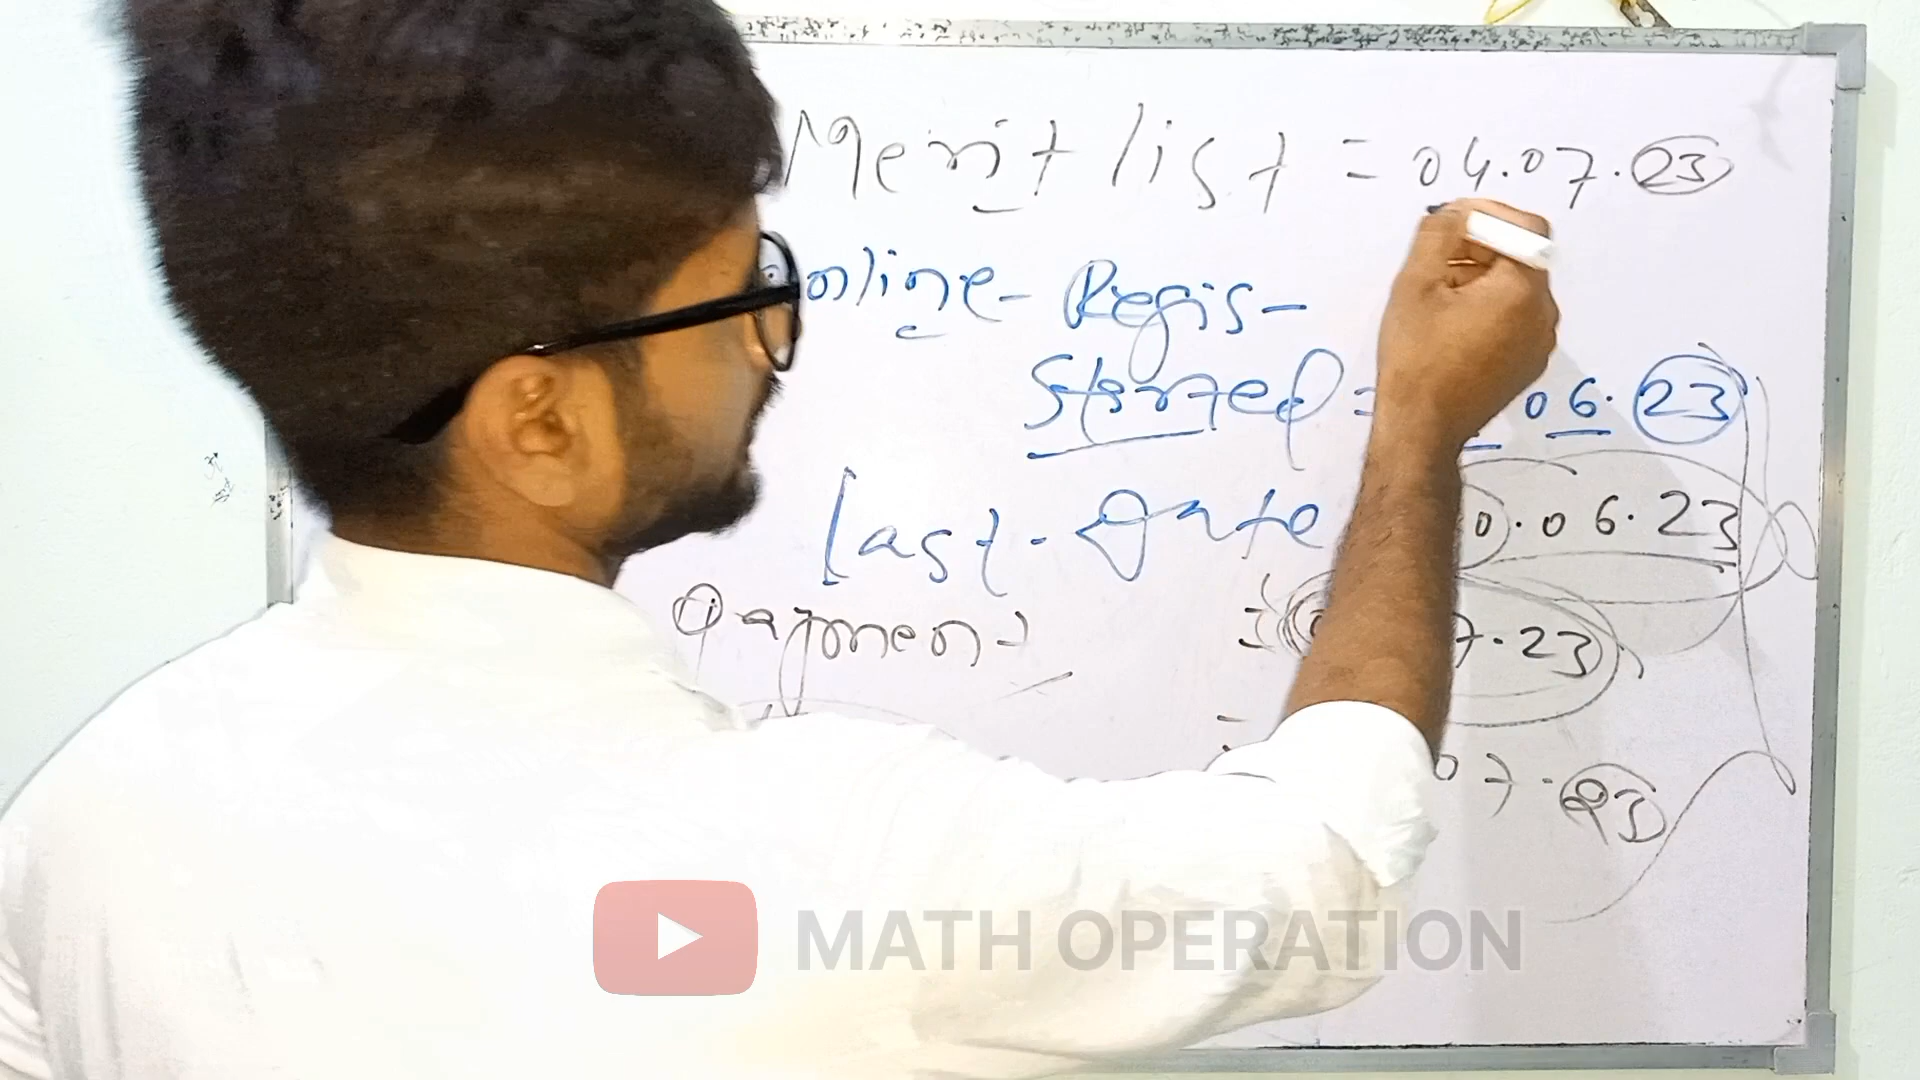 Merit list = 04.07.23
Online - Regis -
Started = 06.23
Last - Date 0.06.23
Payment = 7.23
= 07.23
MATH OPERATION